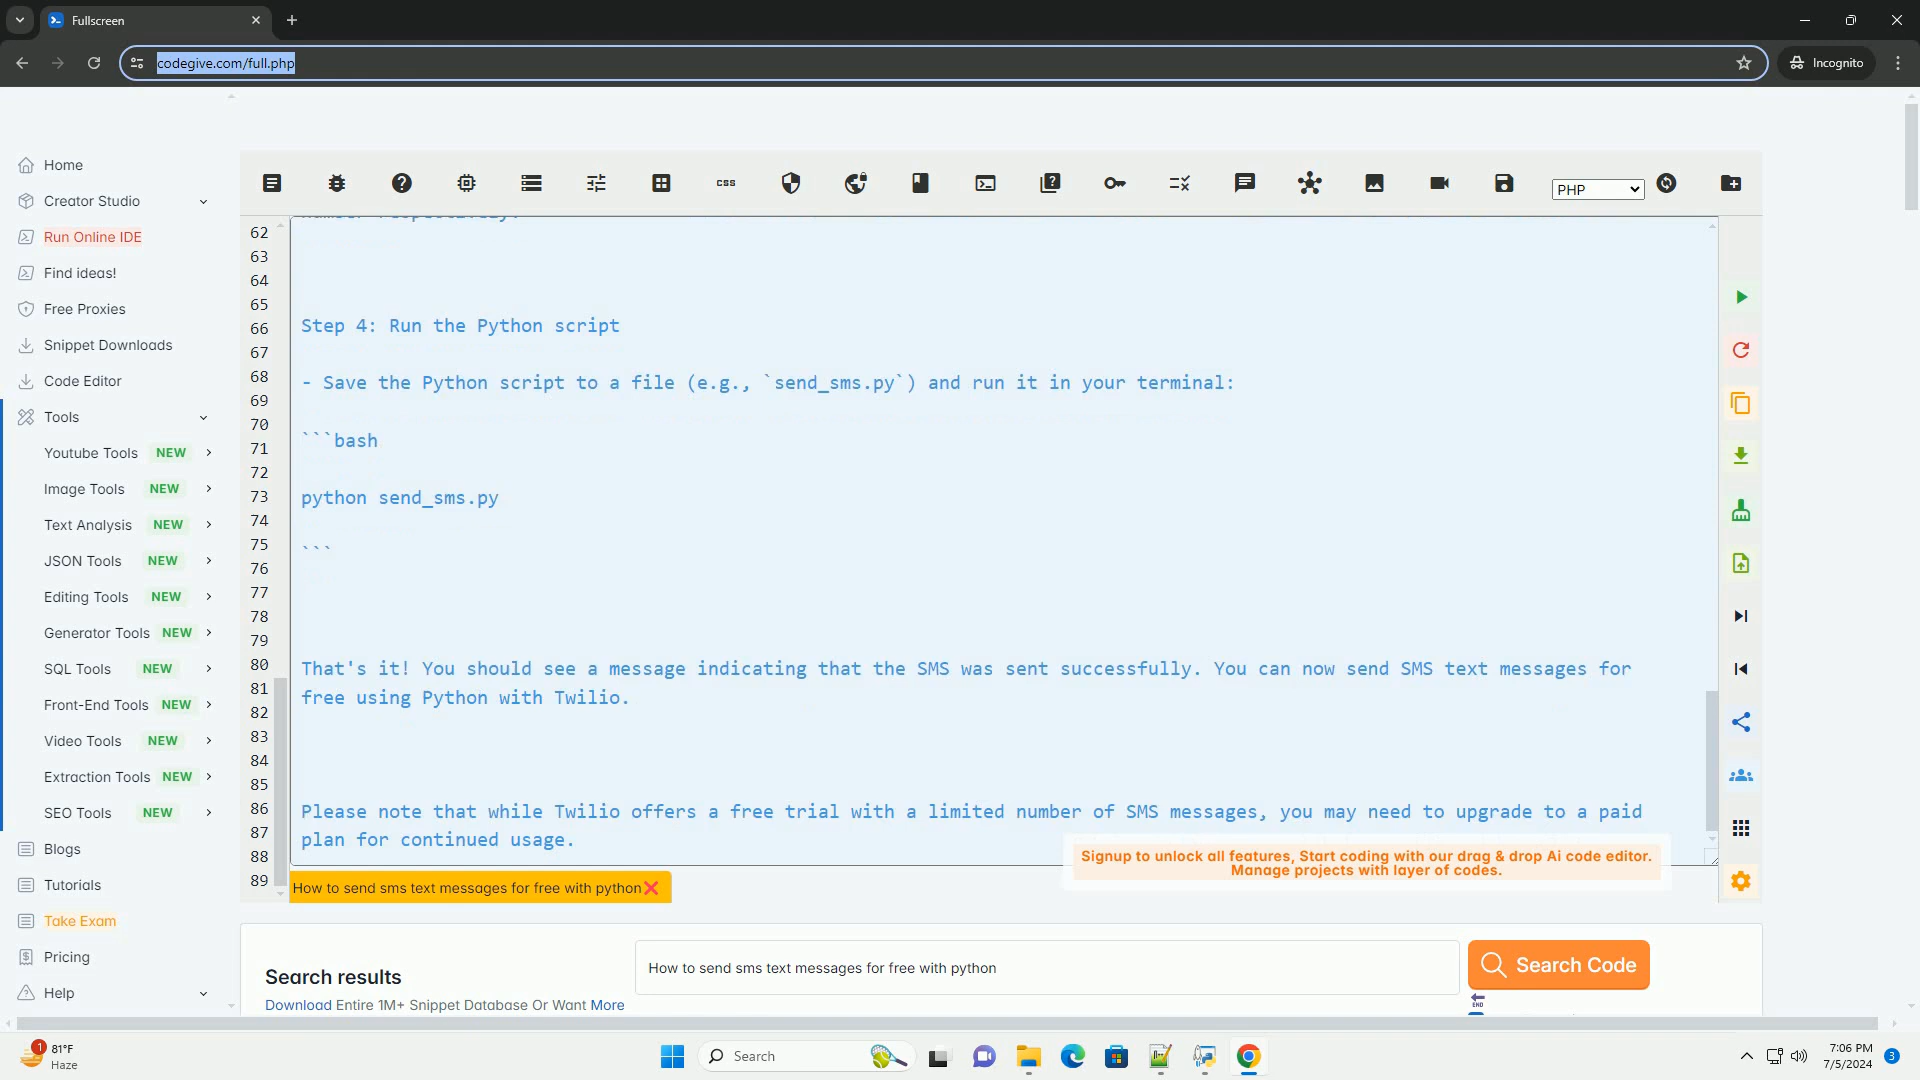 Fullscreen
codegive.com/full.php
Incognito
Home
Creator Studio
Run Online IDE
Find ideas!
Free Proxies
Snippet Downloads
Code Editor
Tools
Youtube Tools NEW
Image Tools NEW
Text Analysis NEW
JSON Tools NEW
Editing Tools NEW
Generator Tools NEW
SQL Tools NEW
Front-End Tools NEW
Video Tools NEW
Extraction Tools NEW
SEO Tools NEW
Blogs
Tutorials
Take Exam
Pricing
Help
css
PHP
62
63
64
65
66
67
68
69
70
71
72
73
74
75
76
77
78
79
80
81
82
83
84
85
86
87
88
89
Step 4: Run the Python script
- Save the Python script to a file (e.g., `send_sms.py`) and run it in your terminal:
```bash
python send_sms.py
```
That's it! You should see a message indicating that the SMS was sent successfully. You can now send SMS text messages for
free using Python with Twilio.
Please note that while Twilio offers a free trial with a limited number of SMS messages, you may need to upgrade to a paid
plan for continued usage.
Signup to unlock all features, Start coding with our drag & drop Ai code editor.
Manage projects with layer of codes.
How to send sms text messages for free with python
Search results
Download Entire 1M+ Snippet Database Or Want More
How to send sms text messages for free with python
Search Code
END
1
81°F
Haze
Search
7:06 PM
7/5/2024
3